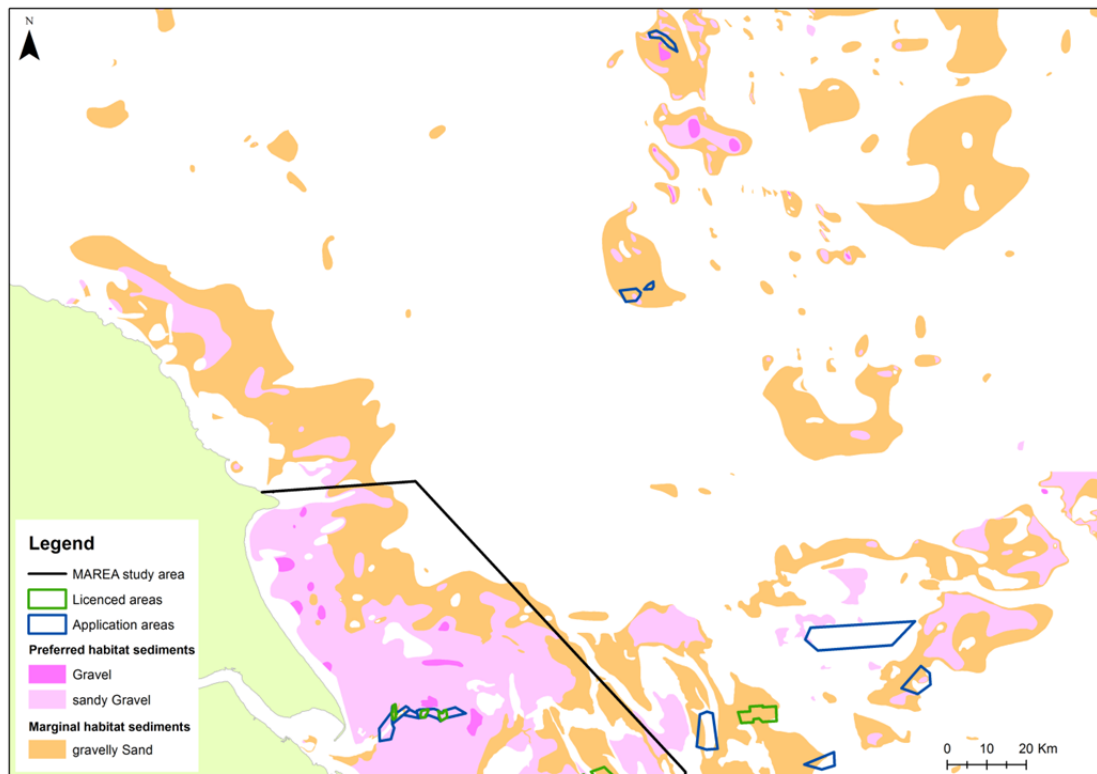 N
Legend
MAREA study area
Licenced areas
Application areas
Preferred habitat sediments
Gravel
sandy Gravel
Marginal habitat sediments
gravelly Sand
0 10 20 Km